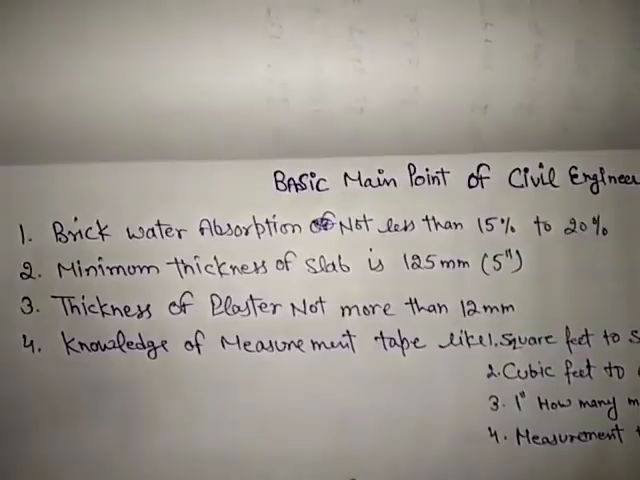 BASIC Main Point of Civil Engineer
1. Brick water Absorption Not less than 15% to 20%
2. Minimum thickness of slab is 125mm (5")
3. Thickness of Plaster Not more than 12mm
4. Knowledge of Measurement tape like 1. Square feet to
2. Cubic feet to
3. 1" How many
4. Measurement